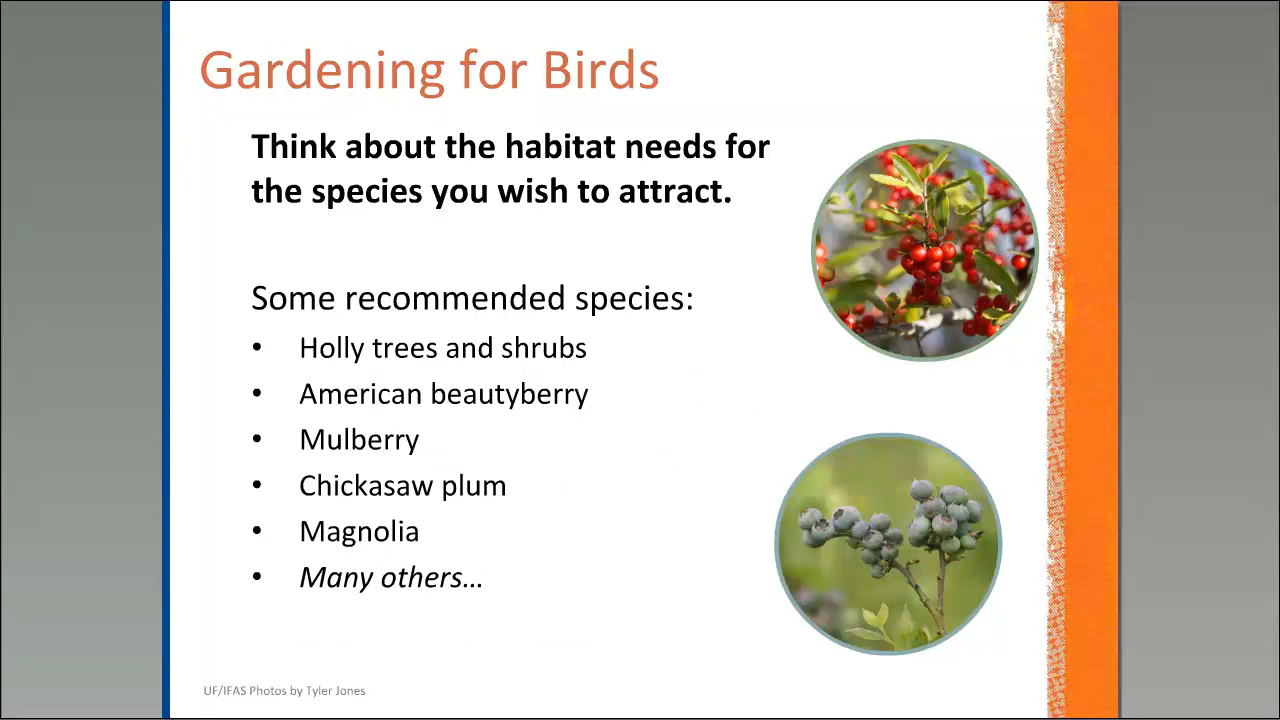 Gardening for Birds
Think about the habitat needs for
the species you wish to attract.
Some recommended species:
• Holly trees and shrubs
• American beautyberry
• Mulberry
• Chickasaw plum
• Magnolia
• Many others...
UF/IFAS Photos by Tyler Jones